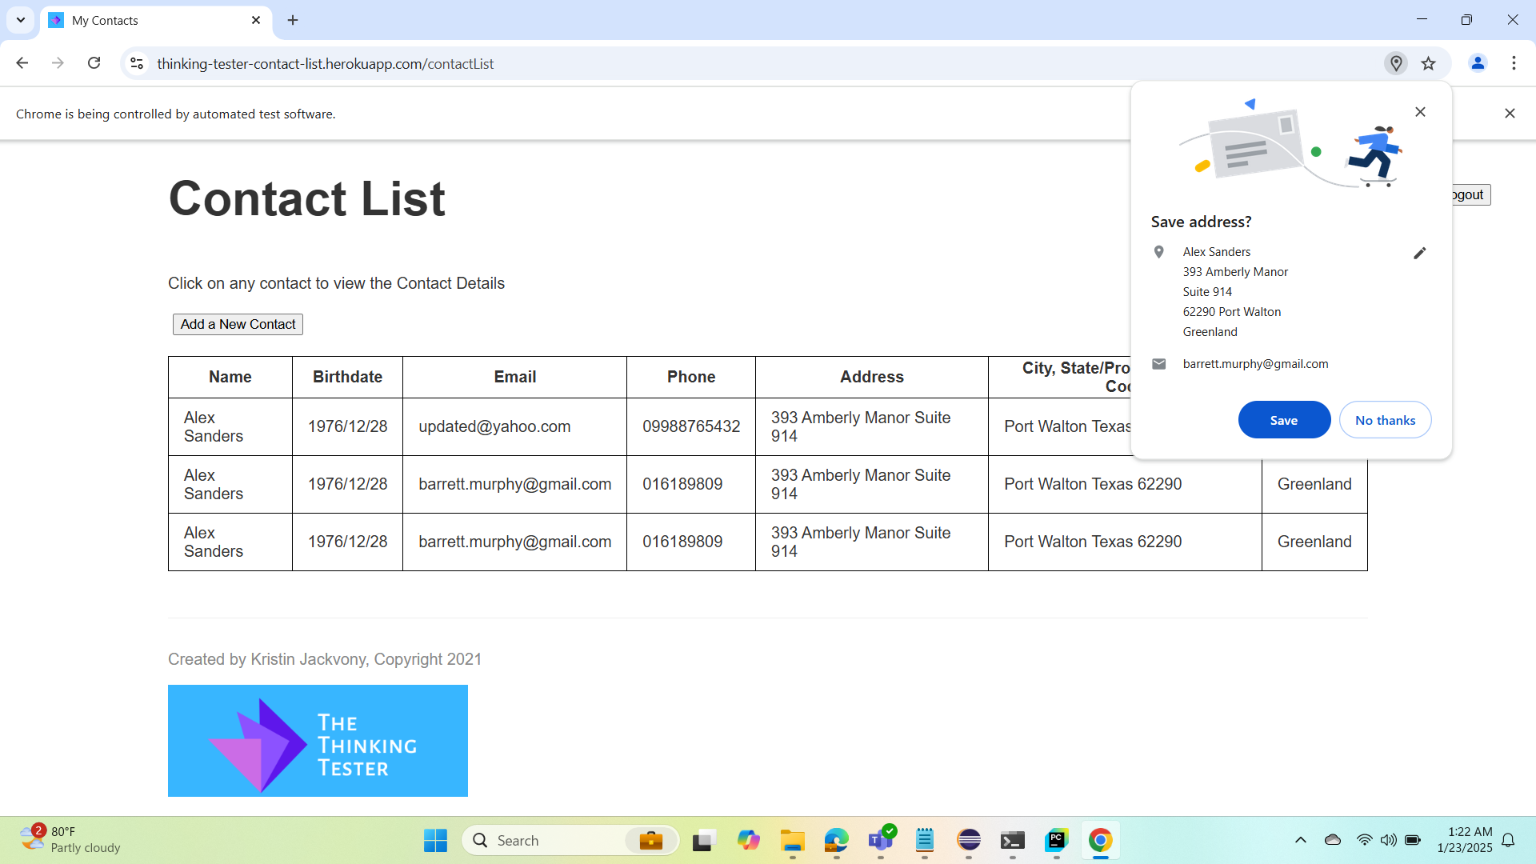 My Contacts
thinking-tester-contact-list.herokuapp.com/contactList
Chrome is being controlled by automated test software.
Contact List
ogout
Click on any contact to view the Contact Details
Add a New Contact
Name Birthdate Email Phone Address City, State/Pro
Coo
Alex
Sanders
1976/12/28 updated@yahoo.com 09988765432
393 Amberly Manor Suite
914
Port Walton Texas
Alex
Sanders
1976/12/28 barrett.murphy@gmail.com 016189809
393 Amberly Manor Suite
914
Port Walton Texas 62290 Greenland
Alex
Sanders
1976/12/28 barrett.murphy@gmail.com 016189809
393 Amberly Manor Suite
914
Port Walton Texas 62290 Greenland
Save address?
Alex Sanders
393 Amberly Manor
Suite 914
62290 Port Walton
Greenland
barrett.murphy@gmail.com
Save No thanks
Created by Kristin Jackvony, Copyright 2021
THE
THINKING
TESTER
2
80°F
Partly cloudy
Search
PC
1:22 AM
1/23/2025